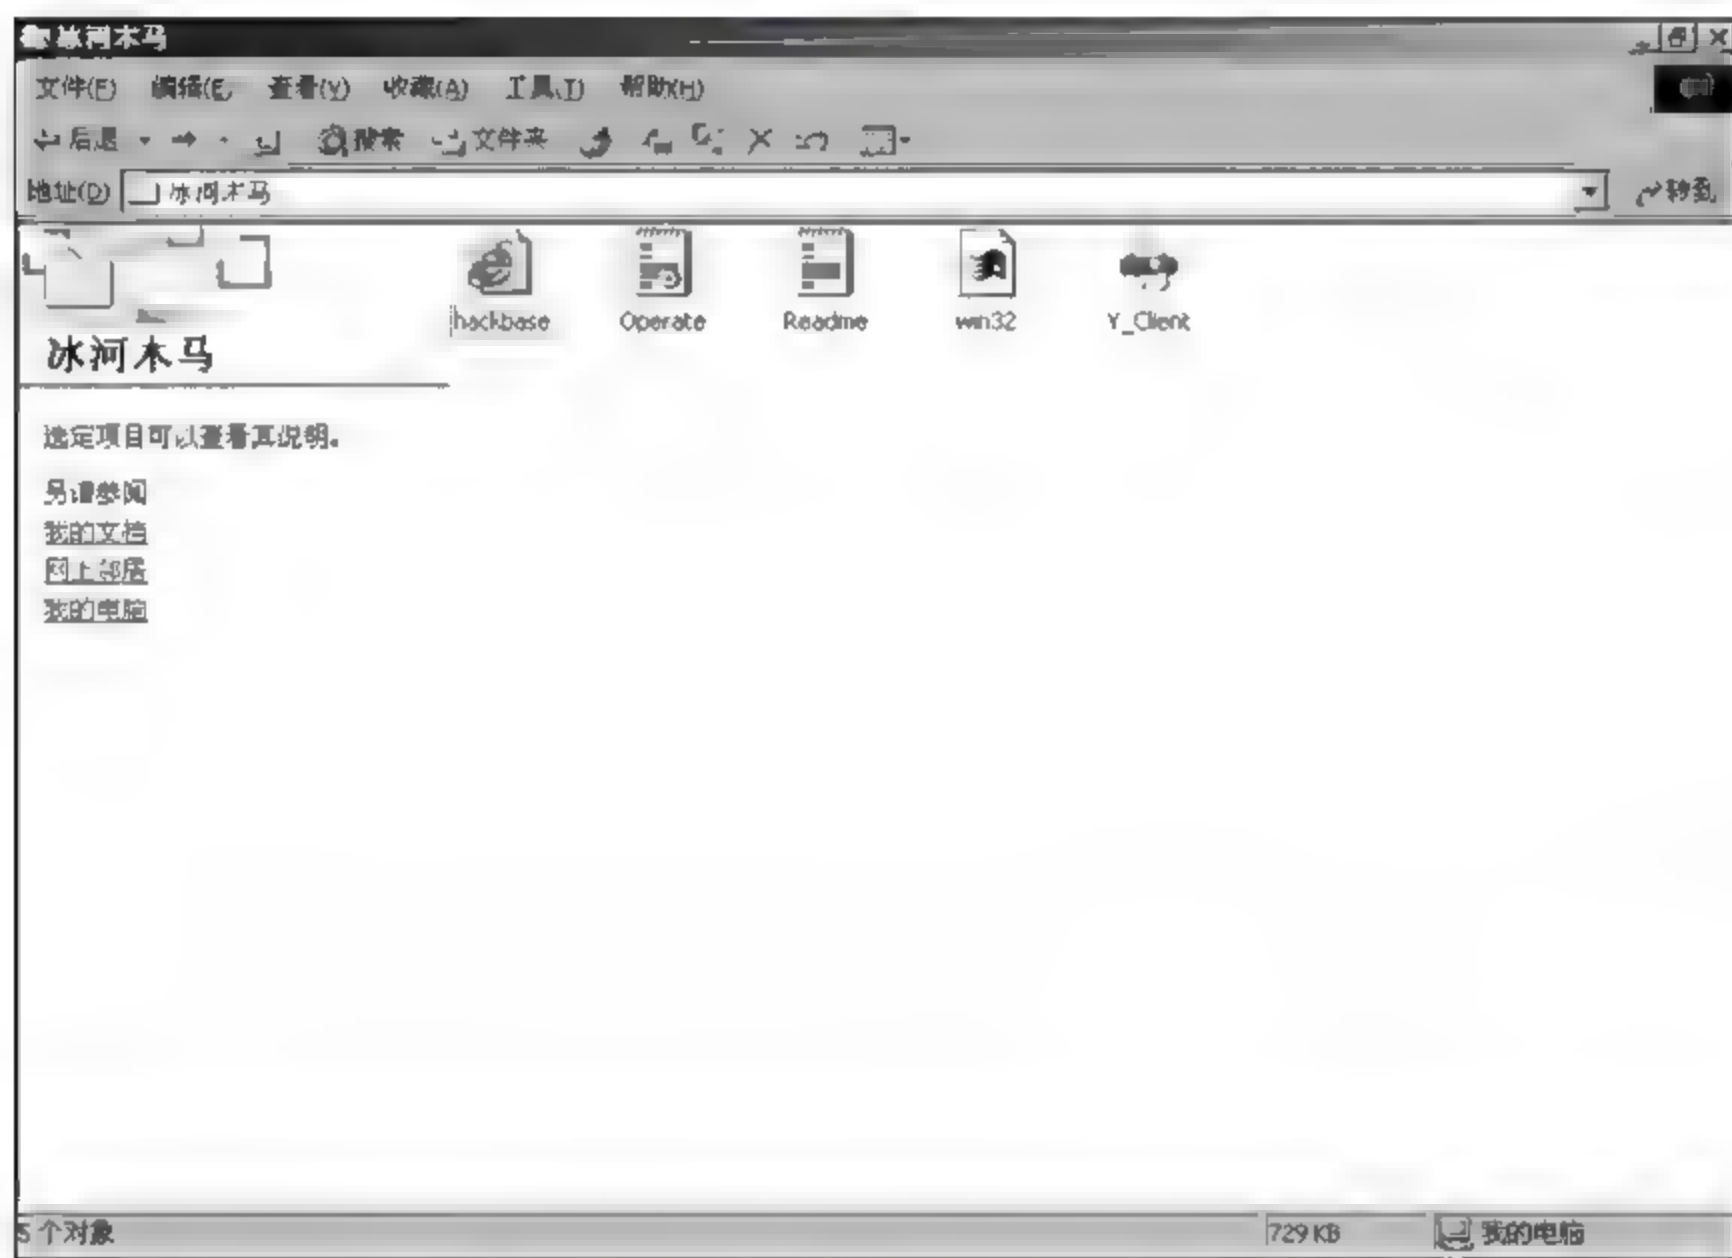 冰河木马
文件(F) 编辑(E) 查看(V) 收藏(A) 工具(T) 帮助(H)
后退 搜索 文件夹
地址(D) 冰河木马 转到
hackbase Operate Readme win32 Y_Client
冰河木马
选定项目可以查看其说明。
另请参阅
我的文档
网上邻居
我的电脑
5 个对象 729 KB 我的电脑